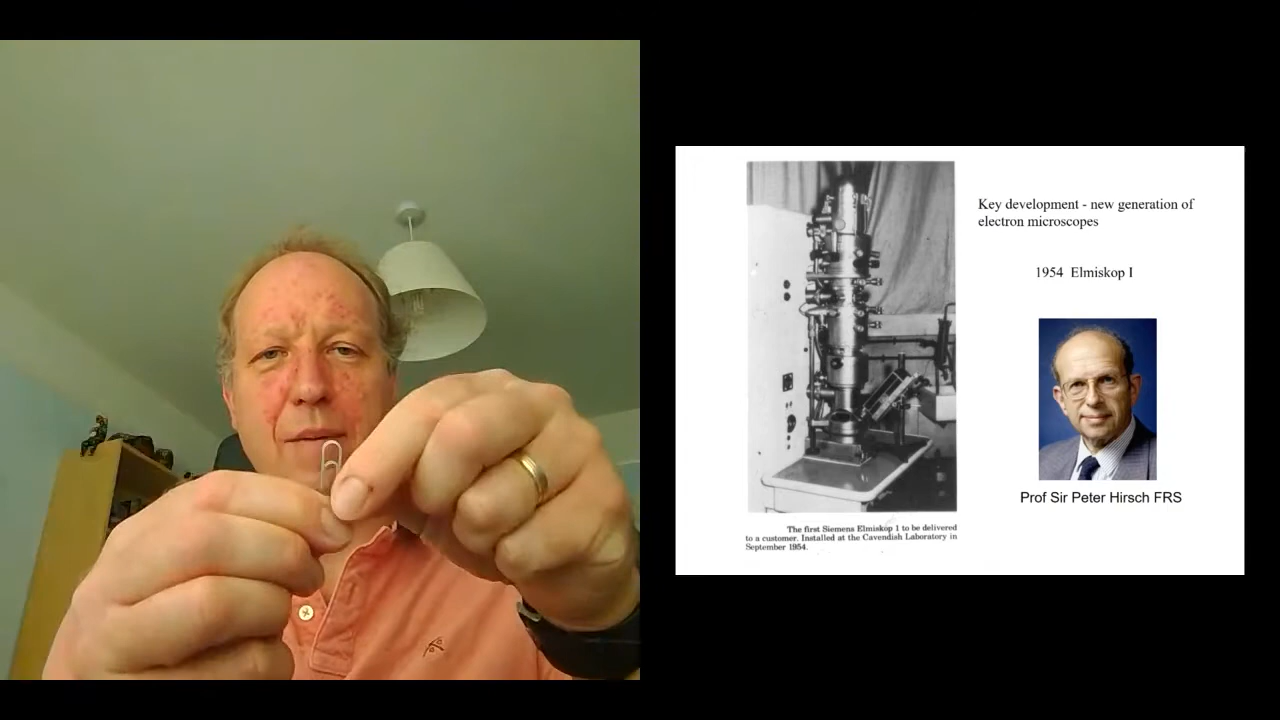 Key development - new generation of
electron microscopes
1954 Elmiskop I
Prof Sir Peter Hirsch FRS
The first Siemens Elmiskop 1 to be delivered
to a customer. Installed at the Cavendish Laboratory in
September 1954.